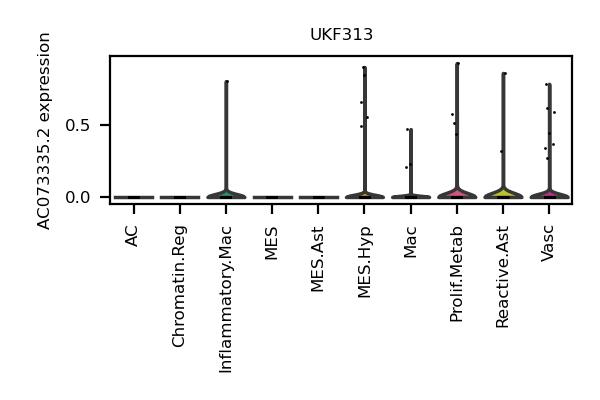 UKF313
AC073335.2 expression
0.5
0.0
AC
Chromatin.Reg
Inflammatory.Mac
MES
MES.Ast
MES.Hyp
Mac
Prolif.Metab
Reactive.Ast
Vasc